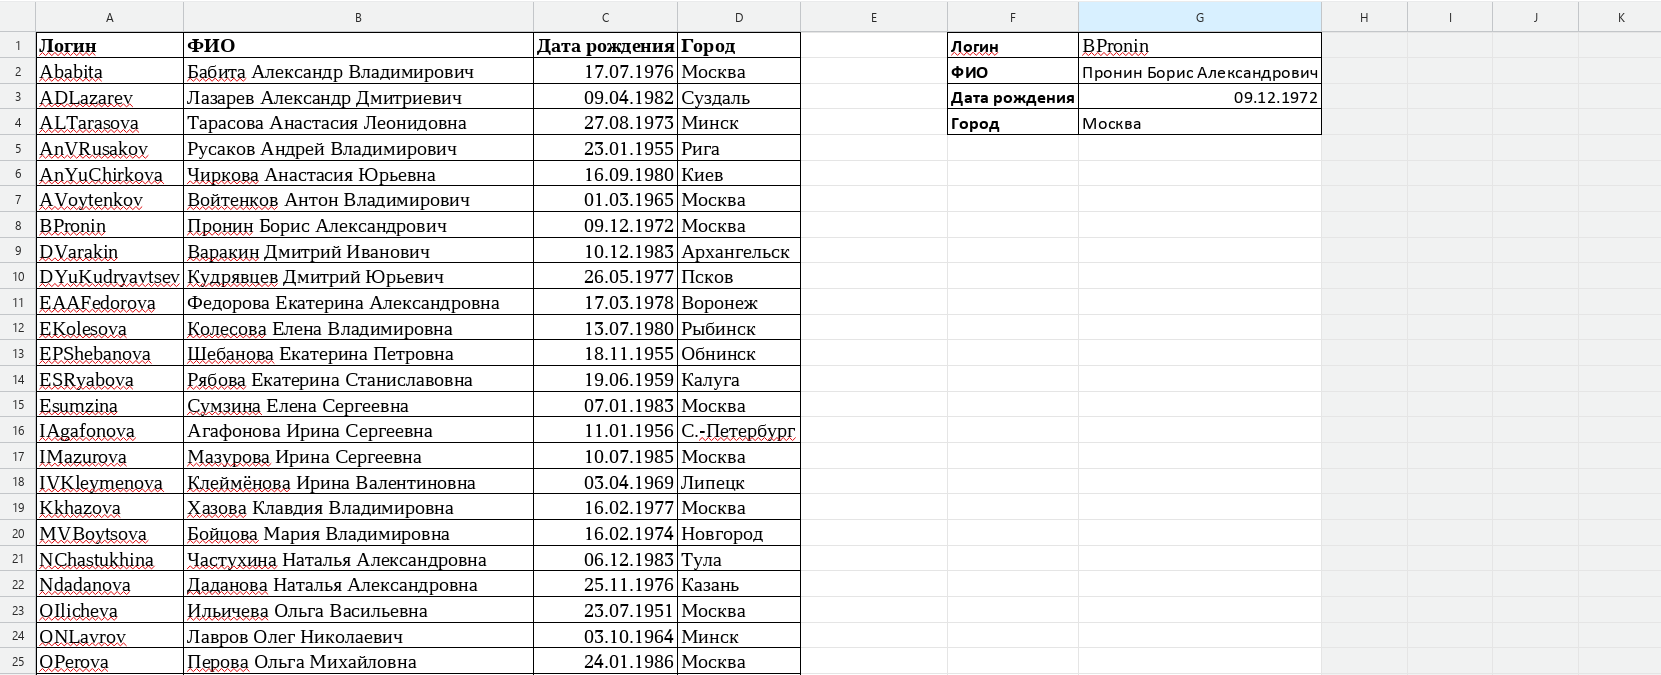 A B C D E F G H I J K
1 Логин ФИО Дата рождения Город Логин BPronin
2 Ababita Бабита Александр Владимирович 17.07.1976 Москва ФИО Пронин Борис Александрович
3 ADLazarev Лазарев Александр Дмитриевич 09.04.1982 Суздаль Дата рождения 09.12.1972
4 ALTarasova Тарасова Анастасия Леонидовна 27.08.1973 Минск Город Москва
5 AnVRusakov Русаков Андрей Владимирович 23.01.1955 Рига
6 AnYuChirkova Чиркова Анастасия Юрьевна 16.09.1980 Киев
7 AVoytenkov Войтенков Антон Владимирович 01.03.1965 Москва
8 BPronin Пронин Борис Александрович 09.12.1972 Москва
9 DVarakin Варакин Дмитрий Иванович 10.12.1983 Архангельск
10 DYuKudryavtsev Кудрявцев Дмитрий Юрьевич 26.05.1977 Псков
11 EAAFedorova Федорова Екатерина Александровна 17.03.1978 Воронеж
12 EKolesova Колесова Елена Владимировна 13.07.1980 Рыбинск
13 EPShebanova Шебанова Екатерина Петровна 18.11.1955 Обнинск
14 ESRyabova Рябова Екатерина Станиславовна 19.06.1959 Калуга
15 Esumzina Сумзина Елена Сергеевна 07.01.1983 Москва
16 IAgafonova Агафонова Ирина Сергеевна 11.01.1956 С.-Петербург
17 IMazurova Мазурова Ирина Сергеевна 10.07.1985 Москва
18 IVKleymenova Клеймёнова Ирина Валентиновна 03.04.1969 Липецк
19 Kkhazova Хазова Клавдия Владимировна 16.02.1977 Москва
20 MVBoytsova Бойцова Мария Владимировна 16.02.1974 Новгород
21 NChastukhina Частухина Наталья Александровна 06.12.1983 Тула
22 Ndadanova Даданова Наталья Александровна 25.11.1976 Казань
23 OIlicheva Ильичева Ольга Васильевна 23.07.1951 Москва
24 ONLavrov Лавров Олег Николаевич 03.10.1964 Минск
25 OPerova Перова Ольга Михайловна 24.01.1986 Москва